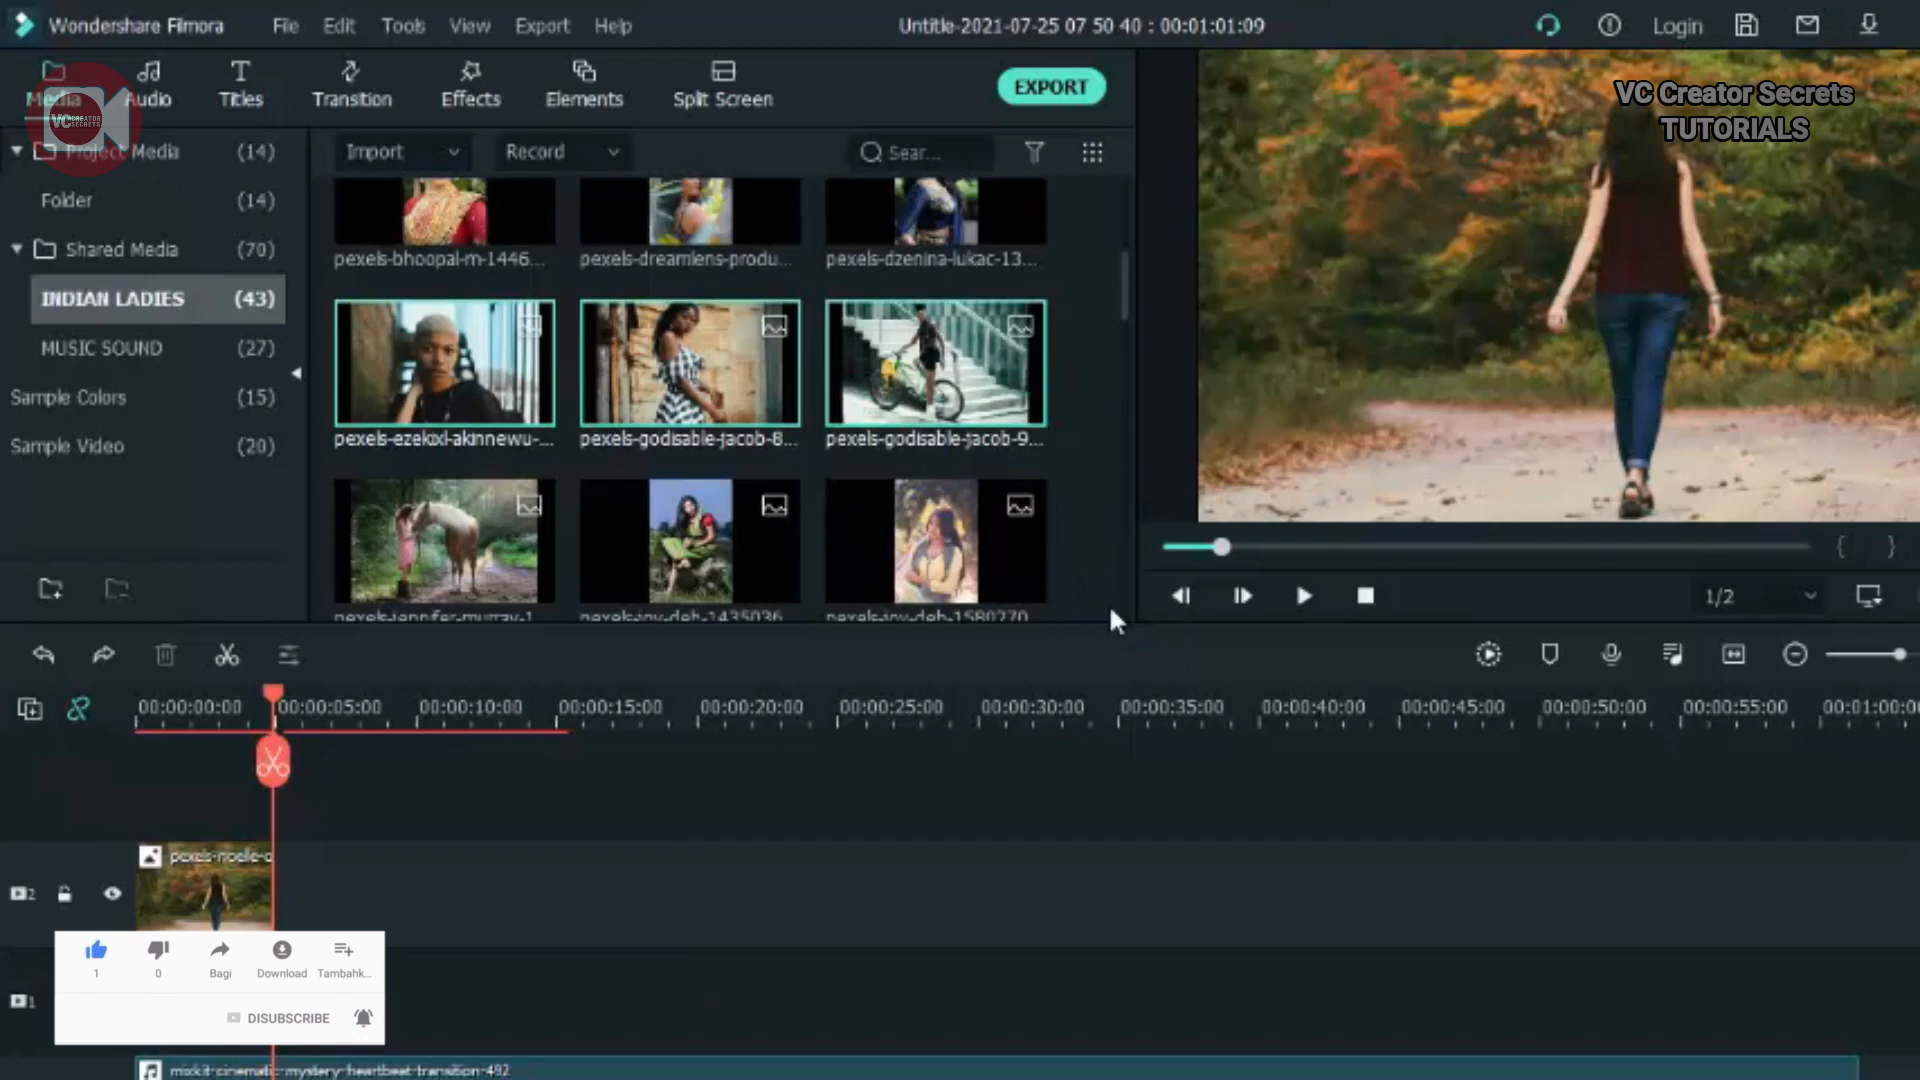 Wondershare Filmora File Edit Tools View Export Help Untitle-2021-07-25 07 50 40 : 00:01:01:09 Login
Media Audio Titles Transition Effects Elements Split Screen EXPORT
VC Creator Secrets
TUTORIALS
VC CREATOR SECRETS
Project Media (14)
Folder (14)
Shared Media (70)
INDIAN LADIES (43)
MUSIC SOUND (27)
Sample Colors (15)
Sample Video (20)
Import Record Sear...
pexels-bhoopal-m-1446... pexels-dreamlens-produ... pexels-dzenina-lukac-13...
pexels-ezekixl-akinnewu-... pexels-godisable-jacob-8... pexels-godisable-jacob-9...
pexels-jennifer-murray-1 pexels-joy-deb-1435036 pexels-joy-deb-1580270
{ }
1/2
00:00:00:00 00:00:05:00 00:00:10:00 00:00:15:00 00:00:20:00 00:00:25:00 00:00:30:00 00:00:35:00 00:00:40:00 00:00:45:00 00:00:50:00 00:00:55:00 00:01:00:0
pexels-noelle-o
2
1 0 Bagi Download Tambahk...
1
DISUBSCRIBE
mixkit-cinematic-mystery-heartbeat-transition-492